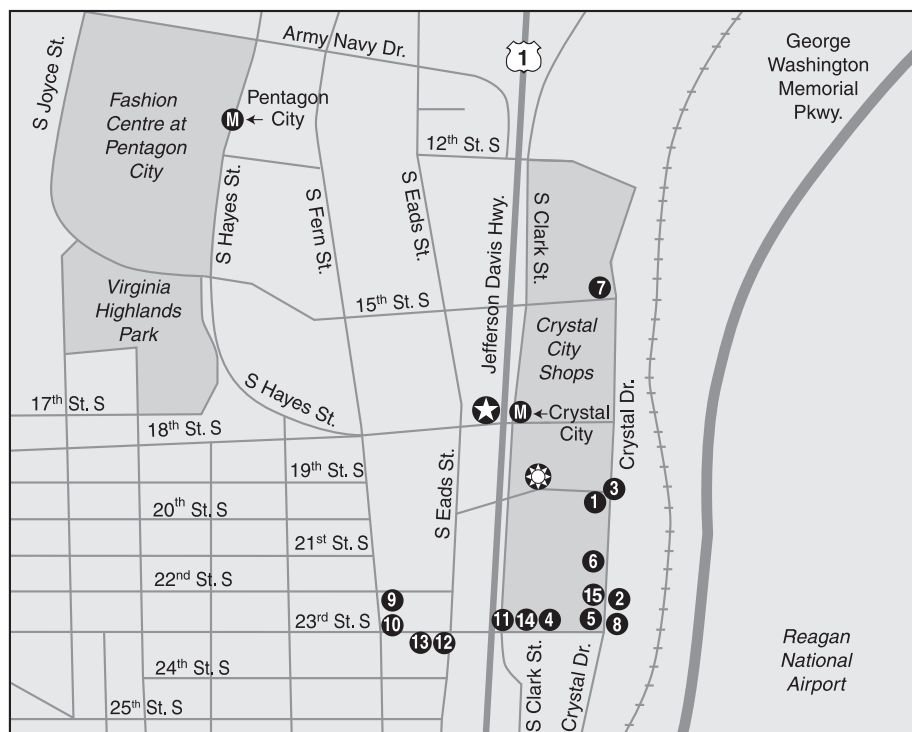 Army Navy Dr.
1
George
Washington
Memorial
Pkwy.
S Joyce St.
Fashion
Centre at
Pentagon
City
M
Pentagon
City
12th St. S
S Hayes St.
S Fern St.
S Eads St.
Jefferson Davis Hwy.
S Clark St.
7
Virginia
Highlands
Park
15th St. S
Crystal
City
Shops
S Hayes St.
17th St. S
18th St. S
M
Crystal
City
Crystal Dr.
19th St. S
S Eads St.
3
1
20th St. S
21st St. S
6
22nd St. S
9
15
2
23rd St. S
10
11
14
4
5
8
13
12
24th St. S
S Clark St.
Crystal Dr.
Reagan
National
Airport
25th St. S